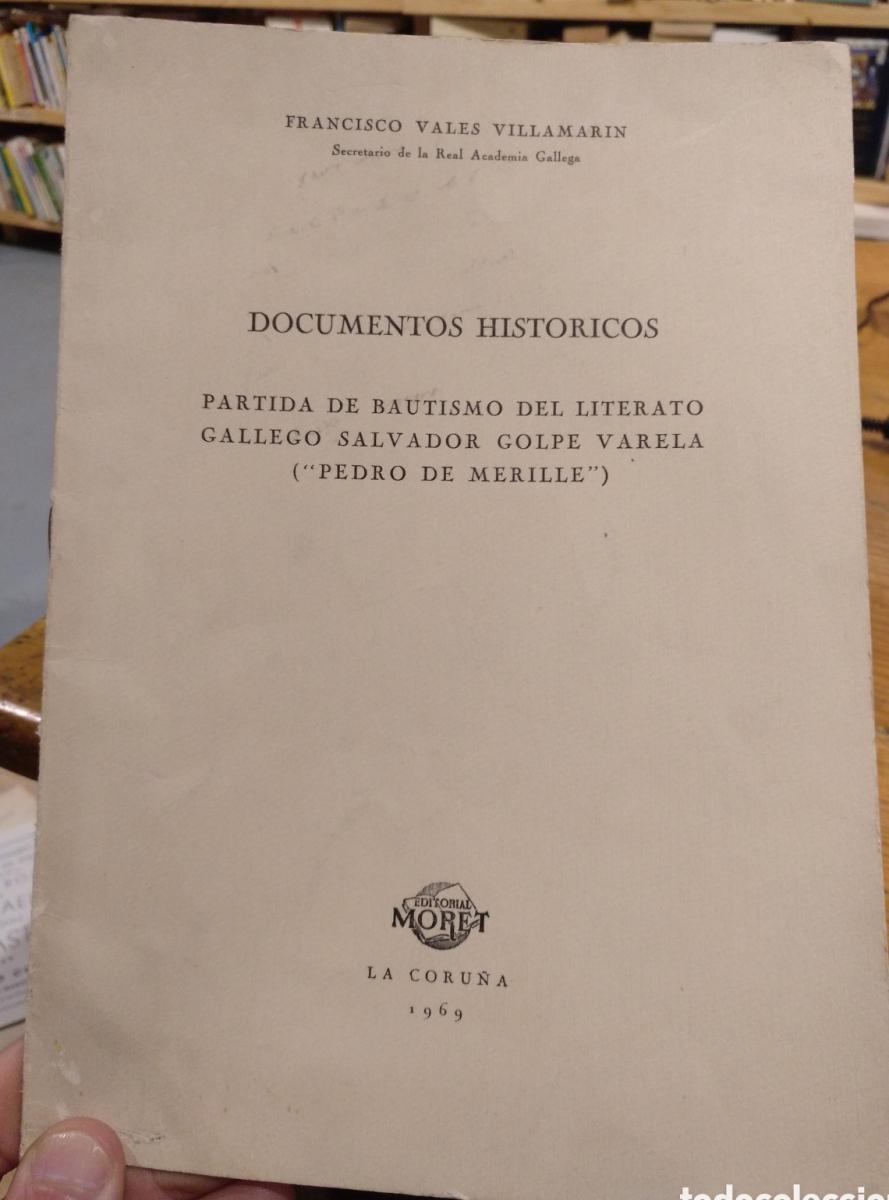 FRANCISCO VALES VILLAMARIN
Secretario de la Real Academia Gallega
DOCUMENTOS HISTORICOS
PARTIDA DE BAUTISMO DEL LITERATO
GALLEGO SALVADOR GOLPE VARELA
("PEDRO DE MERILLE")
EDITORIAL
MORET
LA CORUÑA
1969
todocoleccio